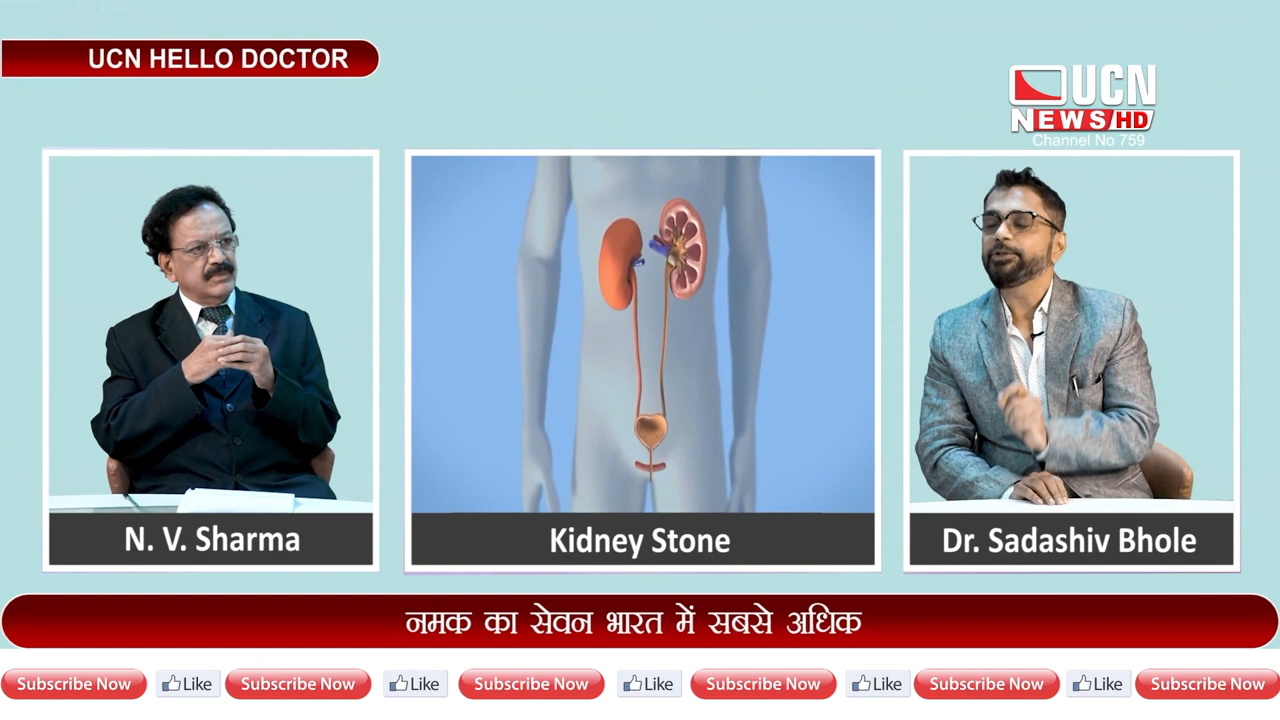 UCN HELLO DOCTOR
UCN
NEWS HD
Channel No 759
N. V. Sharma
Kidney Stone
Dr. Sadashiv Bhole
नमक का सेवन भारत में सबसे अधिक
Subscribe Now Like Subscribe Now Like Subscribe Now Like Subscribe Now Like Subscribe Now Like Subscribe Now